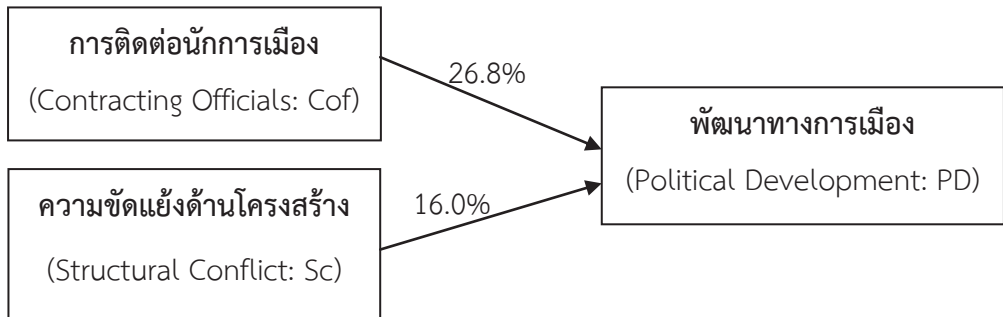 การติดต่อนักการเมือง
(Contracting Officials: Cof)
26.8%
พัฒนาทางการเมือง
(Political Development: PD)
ความขัดแย้งด้านโครงสร้าง
(Structural Conflict: Sc)
16.0%